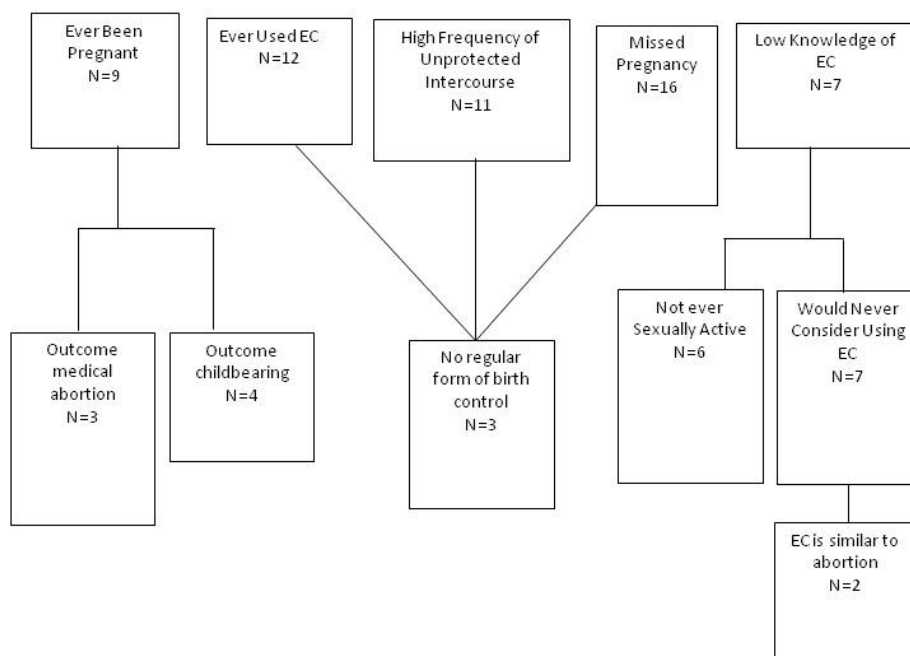 Ever Been
Pregnant
N=9
Ever Used EC
N=12
High Frequency of
Unprotected
Intercourse
N=11
Missed
Pregnancy
N=16
Low Knowledge of
EC
N=7
Outcome
medical
abortion
N=3
Outcome
childbearing
N=4
No regular
form of birth
control
N=3
Not ever
Sexually Active
N=6
Would Never
Consider Using
EC
N=7
EC is similar to
abortion
N=2